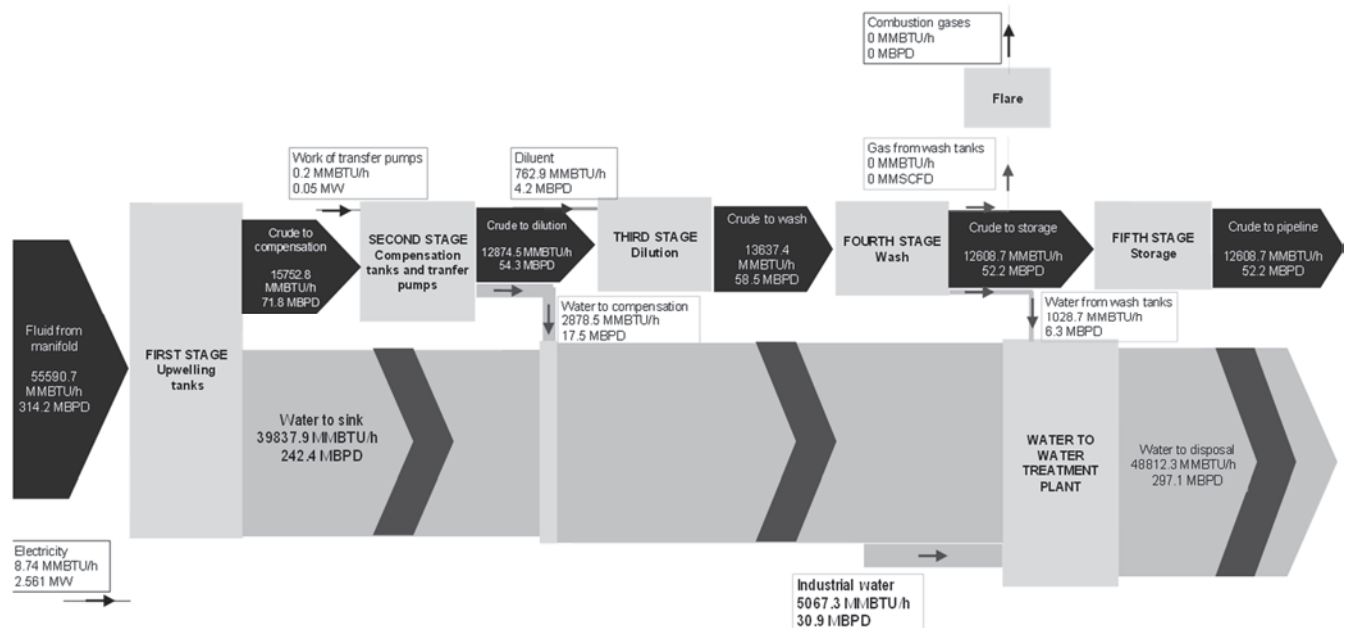 Combustion gases
0 MMBTU/h
0 MBPD
Flare
Gas from wash tanks
0 MMBTU/h
0 MMSCFD
Work of transfer pumps
0.2 MMBTU/h
0.05 MW
Diluent
762.9 MMBTU/h
4.2 MBPD
Fluid from
manifold
55590.7
MMBTU/h
314.2 MBPD
FIRST STAGE
Upwelling
tanks
Crude to
compensation
15752.8
MMBTU/h
71.8 MBPD
SECOND STAGE
Compensation
tanks and tranfer
pumps
Crude to dilution
12874.5 MMBTU/h
54.3 MBPD
THIRD STAGE
Dilution
Crude to wash
13637.4
MMBTU/h
58.5 MBPD
FOURTH STAGE
Wash
Crude to storage
12608.7 MMBTU/h
52.2 MBPD
FIFTH STAGE
Storage
Crude to pipeline
12608.7 MMBTU/h
52.2 MBPD
Water to compensation
2878.5 MMBTU/h
17.5 MBPD
Water from wash tanks
1028.7 MMBTU/h
6.3 MBPD
Water to sink
39837.9 MMBTU/h
242.4 MBPD
WATER TO
WATER
TREATMENT
PLANT
Water to disposal
48812.3 MMBTU/h
297.1 MBPD
Electricity
8.74 MMBTU/h
2.561 MW
Industrial water
5067.3 MMBTU/h
30.9 MBPD